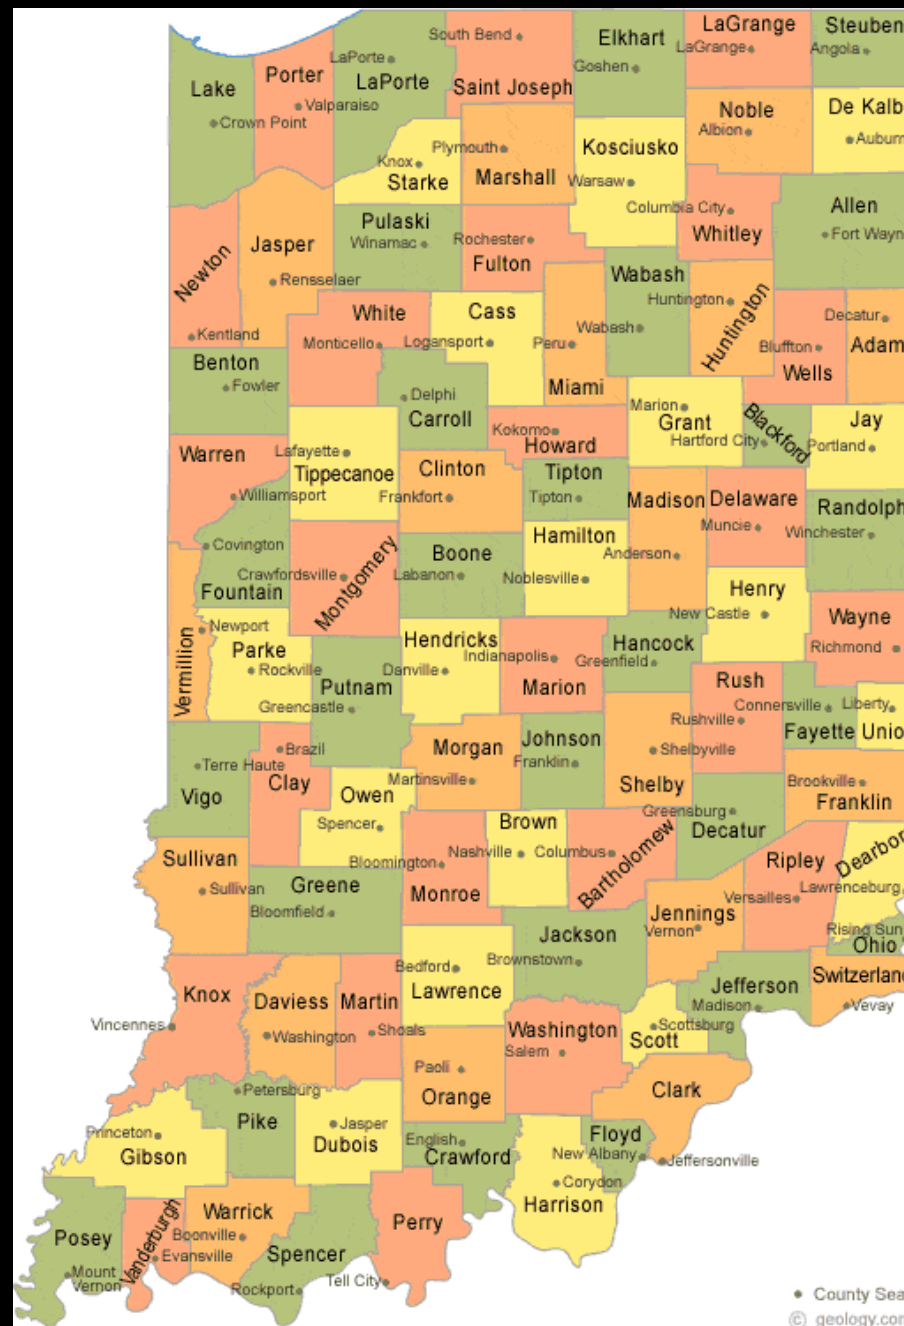 Steuben
LaGrange
Elkhart
South Bend
LaGrange
Angola
LaPorte
Goshen
Porter
LaPorte
Lake
Saint Joseph
Valparaiso
Noble
De Kalb
Crown Point
Albion
Auburn
Plymouth
Kosciusko
Knox
Starke
Marshall
Warsaw
Columbia City
Allen
Pulaski
Winamac
Rochester
Whitley
Fort Wayn
Jasper
Newton
Fulton
Rensselaer
Wabash
Huntington
Huntington
White
Cass
Decatur
Kentland
Monticello
Logansport
Peru
Wabash
Bluffton
Adam
Benton
Wells
Fowler
Miami
Delphi
Marion
Carroll
Grant
Blackford
Jay
Kokomo
Hartford City
Portland
Warren
Lafayette
Howard
Tippecanoe
Clinton
Tipton
Williamsport
Frankfort
Tipton
Madison
Delaware
Randolph
Muncie
Winchester
Covington
Hamilton
Boone
Anderson
Crawfordsville
Montgomery
Labanon
Noblesville
Fountain
Henry
New Castle
Wayne
Newport
Vermillion
Parke
Hendricks
Hancock
Richmond
Rockville
Danville
Indianapolis
Greenfield
Putnam
Marion
Rush
Greencastle
Connersville
Liberty
Rushville
Fayette
Unio
Brazil
Morgan
Johnson
Shelbyville
Terre Haute
Franklin
Clay
Martinsville
Shelby
Brookville
Vigo
Owen
Franklin
Spencer
Brown
Greensburg
Decatur
Sullivan
Bloomington
Nashville
Columbus
Bartholomew
Ripley
Dearbor
Sullivan
Greene
Monroe
Versailles
Lawrenceburg
Bloomfield
Jennings
Vernon
Rising Sun
Jackson
Ohio
Bedford
Brownstown
Lawrence
Switzerland
Knox
Daviess
Martin
Jefferson
Madison
Vevay
Vincennes
Washington
Shoals
Washington
Scottsburg
Salem
Scott
Paoli
Orange
Clark
Petersburg
Pike
Princeton
Jasper
Gibson
Dubois
English
Crawford
Floyd
New Albany
Jeffersonville
Corydon
Harrison
Posey
Vanderburgh
Warrick
Boonville
Perry
Evansville
Spencer
Mount
Vernon
Rockport
Tell City
County Sea
© geology.com